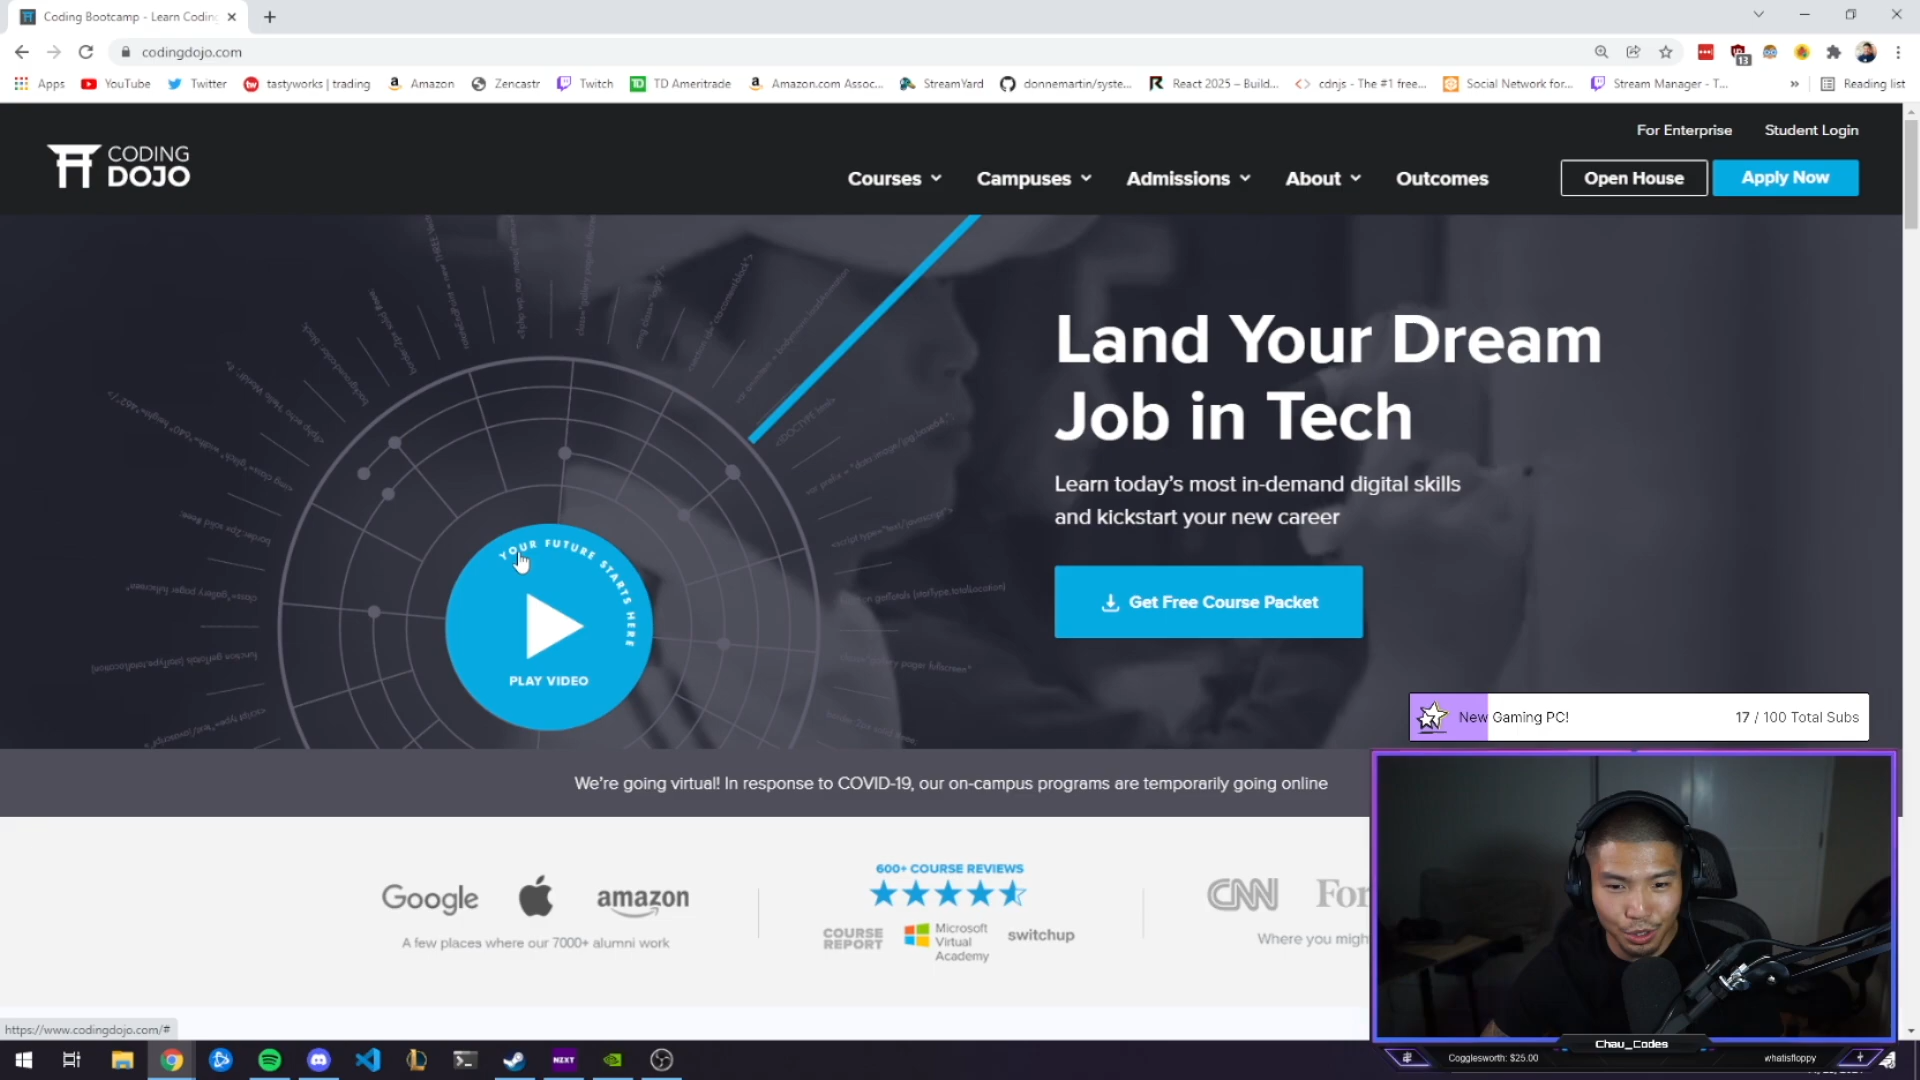 Coding Bootcamp - Learn Coding
codingdojo.com
13
Apps
YouTube
Twitter
tastyworks | trading
Amazon
Zencastr
Twitch
TD Ameritrade
Amazon.com Assoc...
StreamYard
donnemartin/syste...
React 2025 – Build...
cdnjs - The #1 free...
Social Network for...
Stream Manager - T...
Reading list
For Enterprise
Student Login
CODING
DOJO
Courses
Campuses
Admissions
About
Outcomes
Open House
Apply Now
Land Your Dream
Job in Tech
Learn today's most in-demand digital skills
and kickstart your new career
Get Free Course Packet
YOUR FUTURE STARTS HERE
PLAY VIDEO
New Gaming PC!
17 / 100 Total Subs
We're going virtual! In response to COVID-19, our on-campus programs are temporarily going online
Google
amazon
A few places where our 7000+ alumni work
600+ COURSE REVIEWS
COURSE
REPORT
Microsoft
Virtual
Academy
switchup
CNN
For
Where you migh
https://www.codingdojo.com/#
NZXT
Chau_Codes
Cogglesworth: $25.00
whatisfloppy